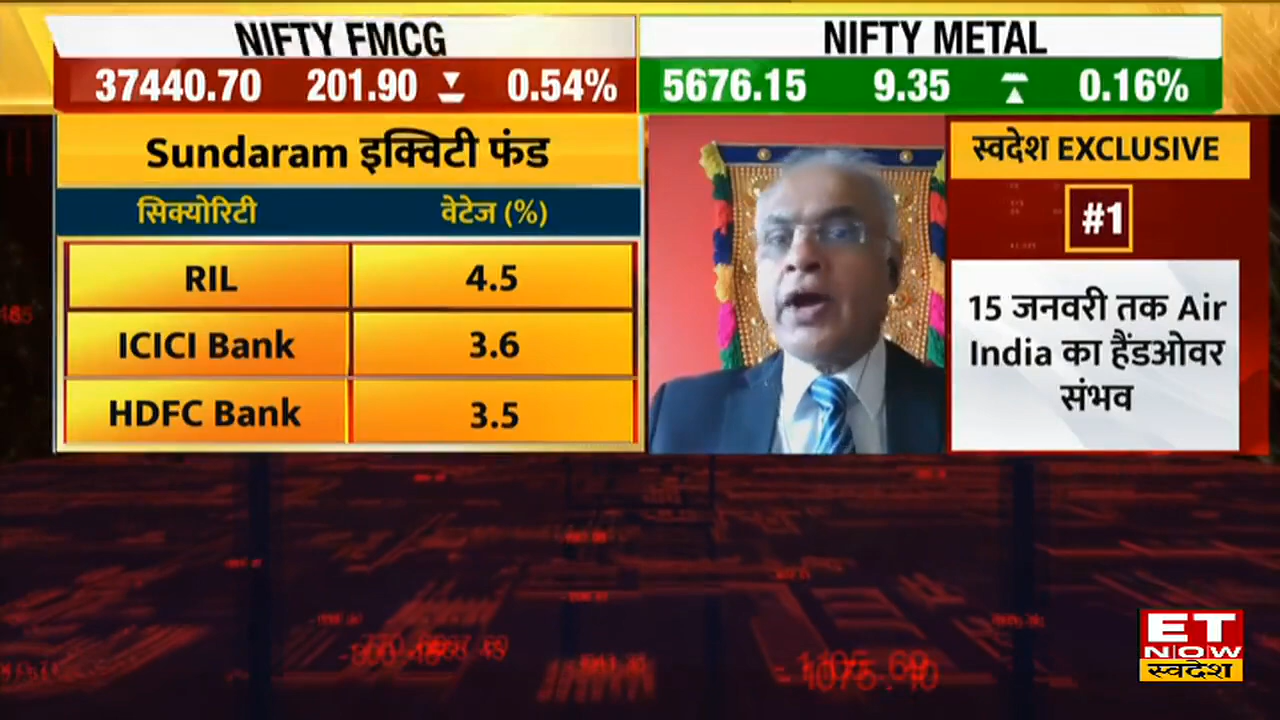 NIFTY FMCG
37440.70 201.90 0.54%
NIFTY METAL
5676.15 9.35 0.16%
Sundaram इक्विटी फंड
सिक्योरिटी वेटेज (%)
RIL 4.5
ICICI Bank 3.6
HDFC Bank 3.5
स्वदेश EXCLUSIVE
#1
15 जनवरी तक Air
India का हैंडओवर
संभव
ET
NOW
स्वदेश